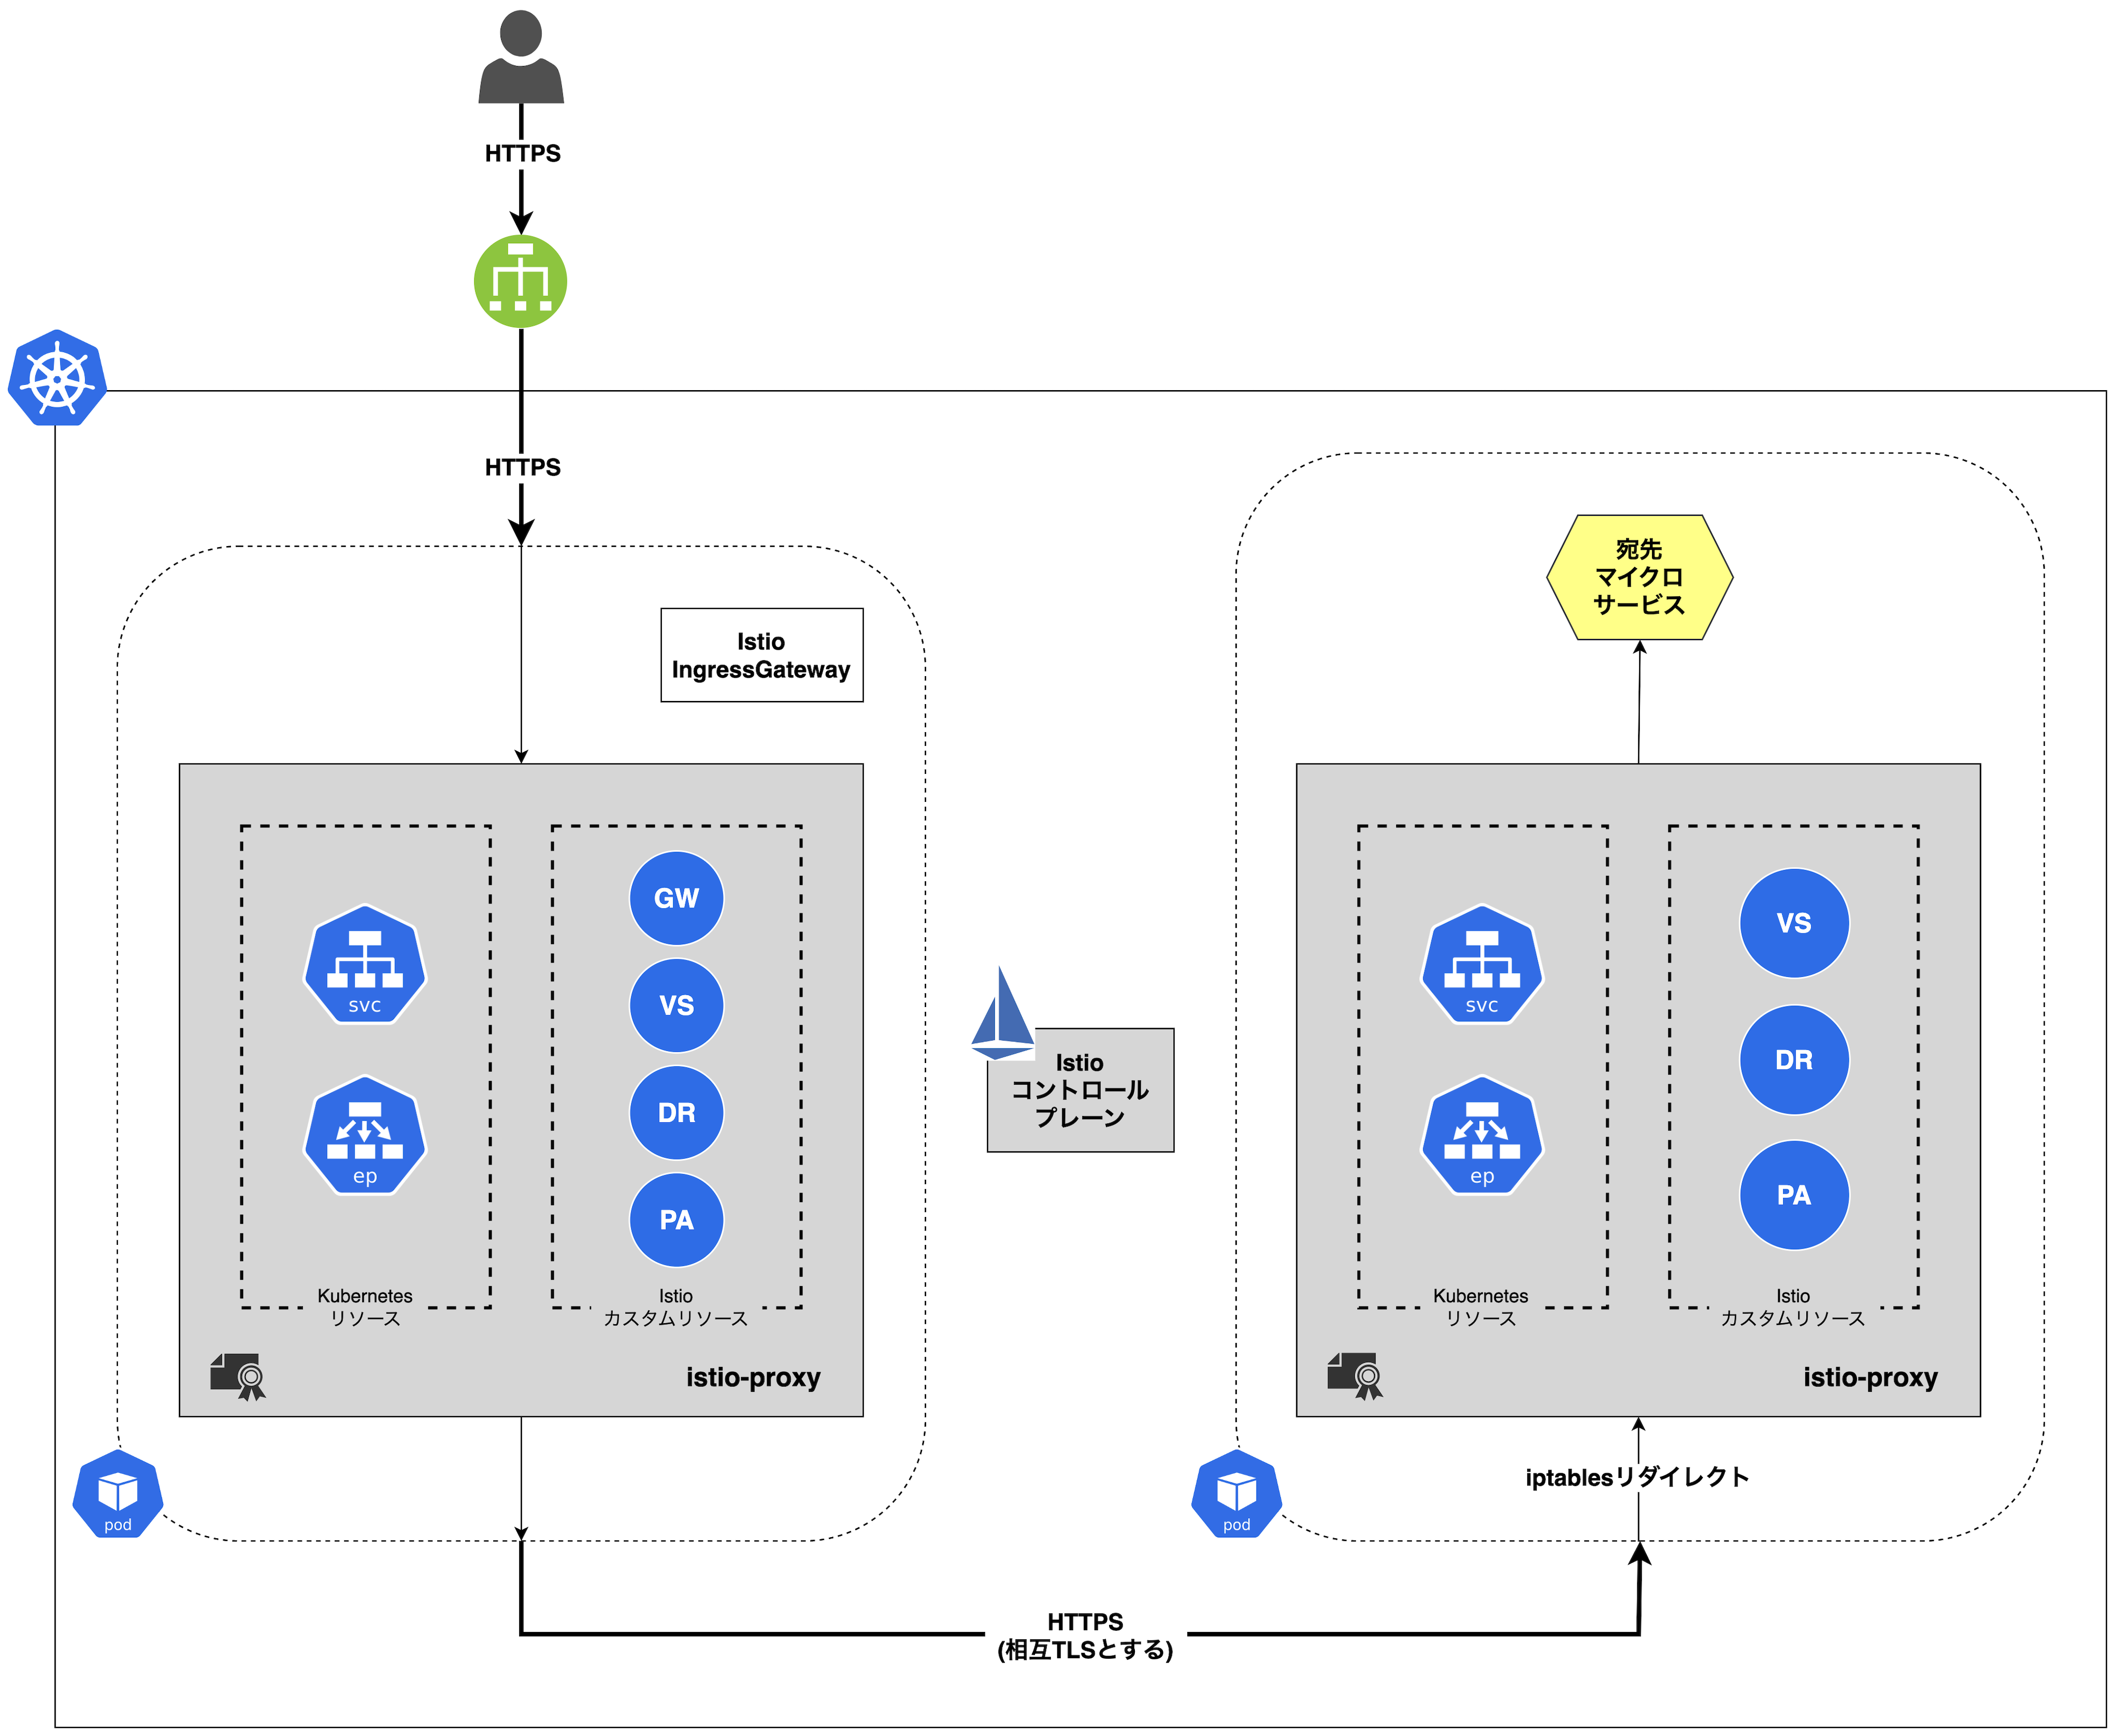 HTTPS
HTTPS
Istio
IngressGateway
svc
ep
Kubernetes
リソース
GW
VS
DR
PA
Istio
カスタムリソース
istio-proxy
pod
Istio
コントロール
プレーン
HTTPS
(相互TLSとする)
宛先
マイクロ
サービス
svc
ep
Kubernetes
リソース
VS
DR
PA
Istio
カスタムリソース
istio-proxy
iptablesリダイレクト
pod